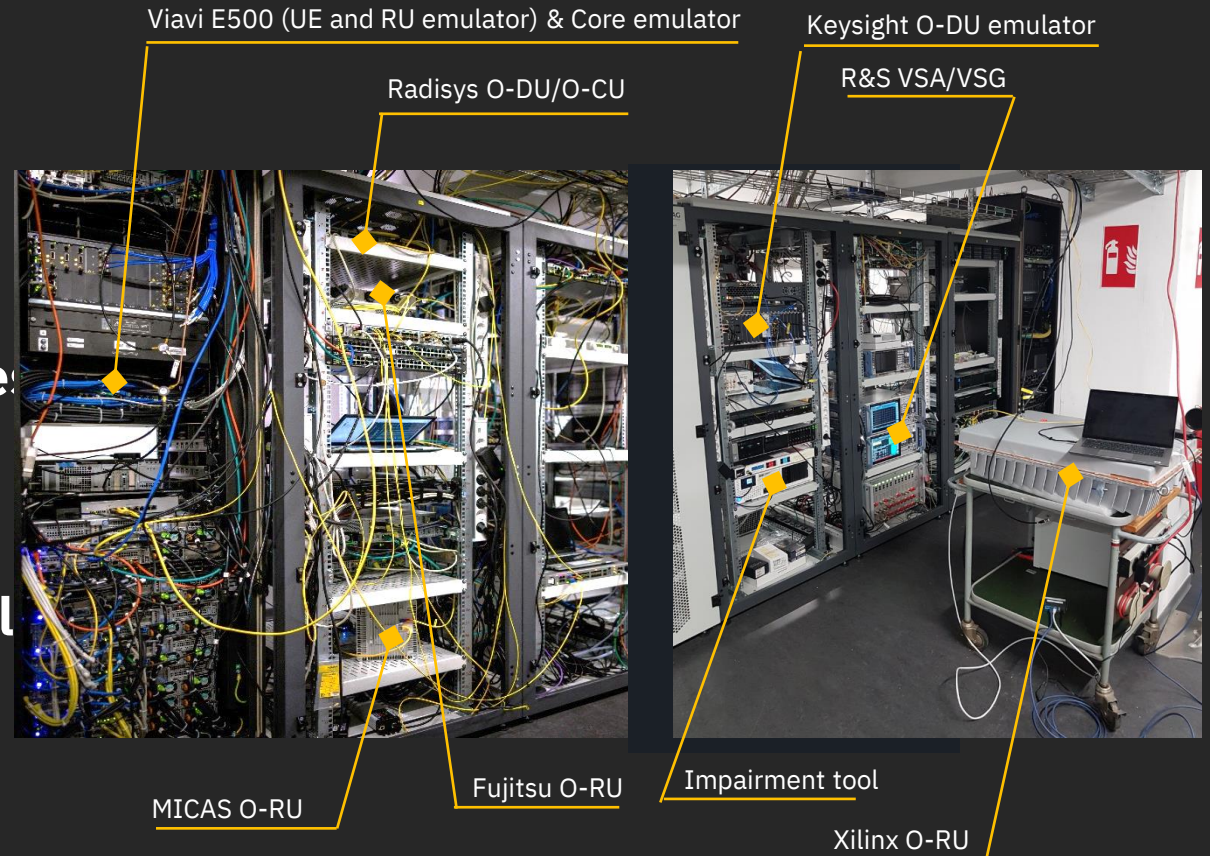 Viavi E500 (UE and RU emulator) & Core emulator
Keysight O-DU emulator
Radisys O-DU/O-CU
R&S VSA/VSG
MICAS O-RU
Fujitsu O-RU
Impairment tool
Xilinx O-RU